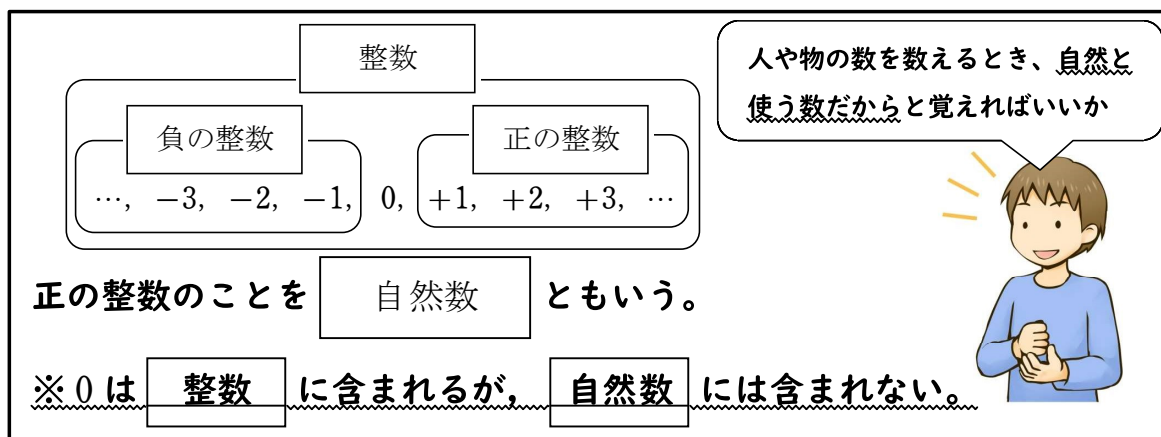 整数
人や物の数を数えるとき、自然と
使う数だからと覚えればいいか
負の整数 正の整数
…, −3, −2, −1, 0, +1, +2, +3, …
正の整数のことを 自然数 ともいう。
※0は 整数 に含まれるが, 自然数 には含まれない。